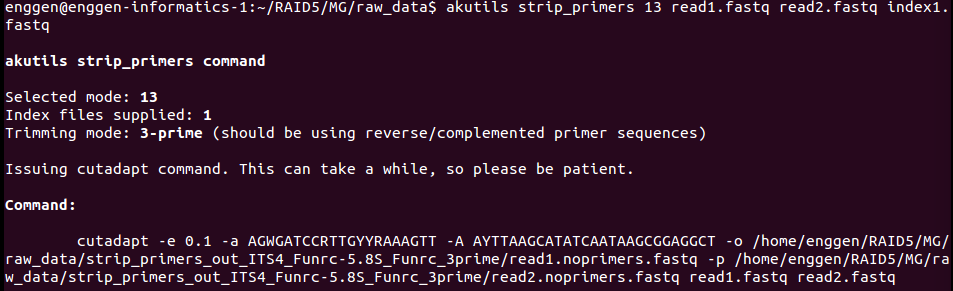 enggen@enggen-informatics-1:~/RAID5/MG/raw_data$ akutils strip_primers 13 read1.fastq read2.fastq index1.
fastq
akutils strip_primers command
Selected mode: 13
Index files supplied: 1
Trimming mode: 3-prime (should be using reverse/complemented primer sequences)
Issuing cutadapt command. This can take a while, so please be patient.
Command:
cutadapt -e 0.1 -a AGWGATCCRTTGYYRAAAGTT -A AYTTAAGCATATCAATAAGCGGAGGCT -o /home/enggen/RAID5/MG/
raw_data/strip_primers_out_ITS4_Funrc-5.8S_Funrc_3prime/read1.noprimers.fastq -p /home/enggen/RAID5/MG/ra
w_data/strip_primers_out_ITS4_Funrc-5.8S_Funrc_3prime/read2.noprimers.fastq read1.fastq read2.fastq